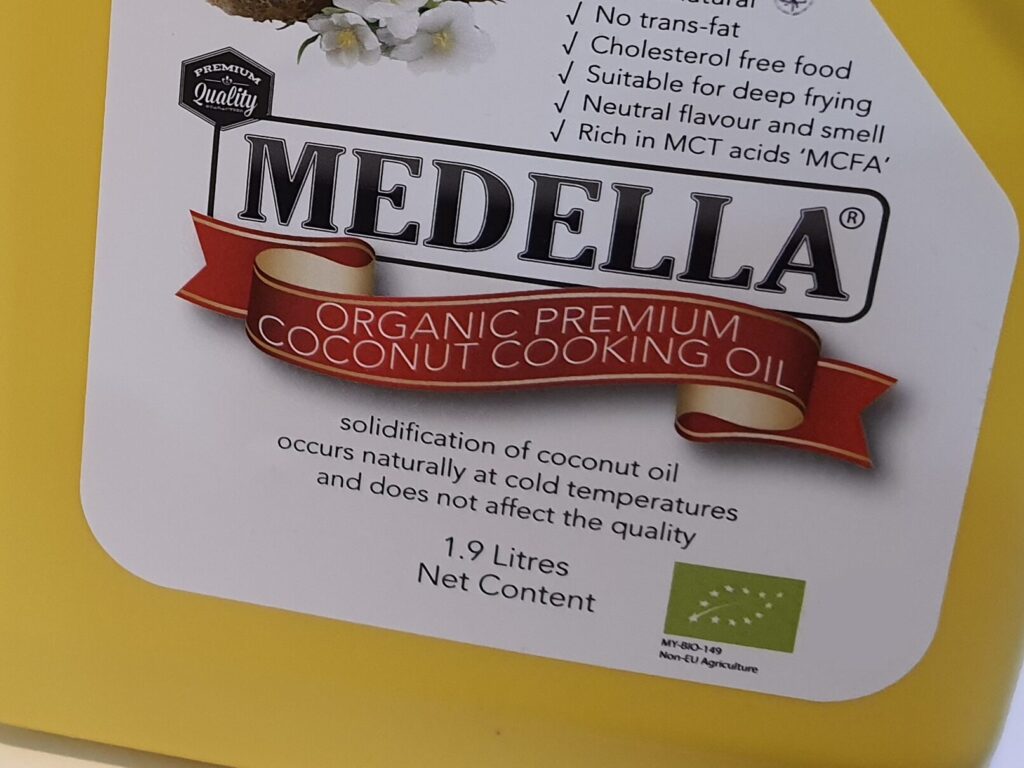 √ No trans-fat
√ Cholesterol free food
√ Suitable for deep frying
√ Neutral flavour and smell
√ Rich in MCT acids ‘MCFA’
PREMIUM
Quality
MEDELLA®
ORGANIC PREMIUM
COCONUT COOKING OIL
solidification of coconut oil
occurs naturally at cold temperatures
and does not affect the quality
1.9 Litres
Net Content
MY-BIO-149
Non-EU Agriculture